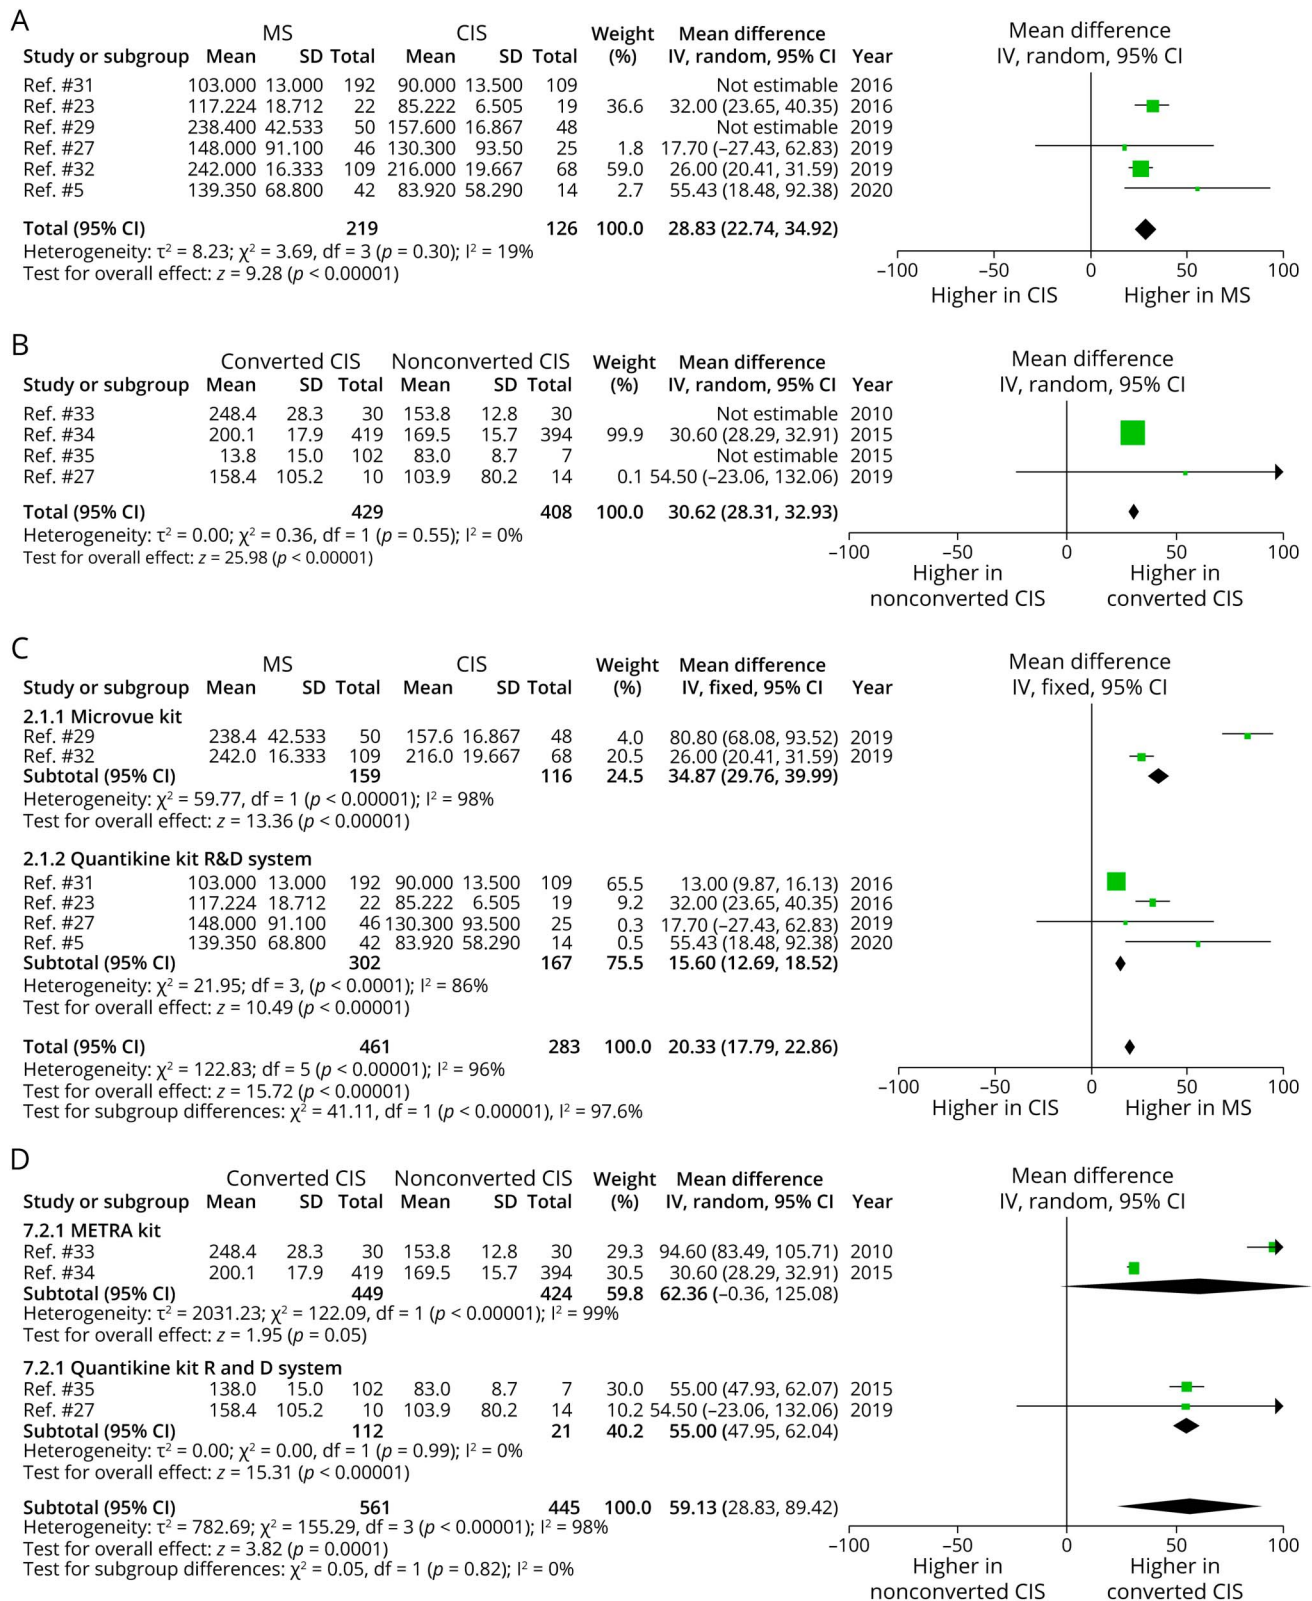 A
MS CIS Weight Mean difference Mean difference
Study or subgroup Mean SD Total Mean SD Total (%) IV, random, 95% CI Year IV, random, 95% CI
Ref. #31 103.000 13.000 192 90.000 13.500 109 Not estimable 2016
Ref. #23 117.224 18.712 22 85.222 6.505 19 36.6 32.00 (23.65, 40.35) 2016
Ref. #29 238.400 42.533 50 157.600 16.867 48 Not estimable 2019
Ref. #27 148.000 91.100 46 130.300 93.50 25 1.8 17.70 (–27.43, 62.83) 2019
Ref. #32 242.000 16.333 109 216.000 19.667 68 59.0 26.00 (20.41, 31.59) 2019
Ref. #5 139.350 68.800 42 83.920 58.290 14 2.7 55.43 (18.48, 92.38) 2020
Total (95% CI) 219 126 100.0 28.83 (22.74, 34.92)
Heterogeneity: τ² = 8.23; χ² = 3.69, df = 3 (p = 0.30); I² = 19%
Test for overall effect: z = 9.28 (p < 0.00001)
–100 –50 0 50 100
Higher in CIS Higher in MS
B
Converted CIS Nonconverted CIS Weight Mean difference Mean difference
Study or subgroup Mean SD Total Mean SD Total (%) IV, random, 95% CI Year IV, random, 95% CI
Ref. #33 248.4 28.3 30 153.8 12.8 30 Not estimable 2010
Ref. #34 200.1 17.9 419 169.5 15.7 394 99.9 30.60 (28.29, 32.91) 2015
Ref. #35 13.8 15.0 102 83.0 8.7 7 Not estimable 2015
Ref. #27 158.4 105.2 10 103.9 80.2 14 0.1 54.50 (–23.06, 132.06) 2019
Total (95% CI) 429 408 100.0 30.62 (28.31, 32.93)
Heterogeneity: τ² = 0.00; χ² = 0.36, df = 1 (p = 0.55); I² = 0%
Test for overall effect: z = 25.98 (p < 0.00001)
–100 –50 0 50 100
Higher in Higher in
nonconverted CIS converted CIS
C
MS CIS Weight Mean difference Mean difference
Study or subgroup Mean SD Total Mean SD Total (%) IV, fixed, 95% CI Year IV, fixed, 95% CI
2.1.1 Microvue kit
Ref. #29 238.4 42.533 50 157.6 16.867 48 4.0 80.80 (68.08, 93.52) 2019
Ref. #32 242.0 16.333 109 216.0 19.667 68 20.5 26.00 (20.41, 31.59) 2019
Subtotal (95% CI) 159 116 24.5 34.87 (29.76, 39.99)
Heterogeneity: χ² = 59.77, df = 1 (p < 0.00001); I² = 98%
Test for overall effect: z = 13.36 (p < 0.00001)
2.1.2 Quantikine kit R&D system
Ref. #31 103.000 13.000 192 90.000 13.500 109 65.5 13.00 (9.87, 16.13) 2016
Ref. #23 117.224 18.712 22 85.222 6.505 19 9.2 32.00 (23.65, 40.35) 2016
Ref. #27 148.000 91.100 46 130.300 93.500 25 0.3 17.70 (–27.43, 62.83) 2019
Ref. #5 139.350 68.800 42 83.920 58.290 14 0.5 55.43 (18.48, 92.38) 2020
Subtotal (95% CI) 302 167 75.5 15.60 (12.69, 18.52)
Heterogeneity: χ² = 21.95; df = 3, (p < 0.0001); I² = 86%
Test for overall effect: z = 10.49 (p < 0.00001)
Total (95% CI) 461 283 100.0 20.33 (17.79, 22.86)
Heterogeneity: χ² = 122.83; df = 5 (p < 0.00001); I² = 96%
Test for overall effect: z = 15.72 (p < 0.00001)
Test for subgroup differences: χ² = 41.11, df = 1 (p < 0.00001), I² = 97.6%
–100 –50 0 50 100
Higher in CIS Higher in MS
D
Converted CIS Nonconverted CIS Weight Mean difference Mean difference
Study or subgroup Mean SD Total Mean SD Total (%) IV, random, 95% CI Year IV, random, 95% CI
7.2.1 METRA kit
Ref. #33 248.4 28.3 30 153.8 12.8 30 29.3 94.60 (83.49, 105.71) 2010
Ref. #34 200.1 17.9 419 169.5 15.7 394 30.5 30.60 (28.29, 32.91) 2015
Subtotal (95% CI) 449 424 59.8 62.36 (–0.36, 125.08)
Heterogeneity: τ² = 2031.23; χ² = 122.09, df = 1 (p < 0.00001); I² = 99%
Test for overall effect: z = 1.95 (p = 0.05)
7.2.1 Quantikine kit R and D system
Ref. #35 138.0 15.0 102 83.0 8.7 7 30.0 55.00 (47.93, 62.07) 2015
Ref. #27 158.4 105.2 10 103.9 80.2 14 10.2 54.50 (–23.06, 132.06) 2019
Subtotal (95% CI) 112 21 40.2 55.00 (47.95, 62.04)
Heterogeneity: τ² = 0.00; χ² = 0.00, df = 1 (p = 0.99); I² = 0%
Test for overall effect: z = 15.31 (p < 0.00001)
Subtotal (95% CI) 561 445 100.0 59.13 (28.83, 89.42)
Heterogeneity: τ² = 782.69; χ² = 155.29, df = 3 (p < 0.00001); I² = 98%
Test for overall effect: z = 3.82 (p = 0.0001)
Test for subgroup differences: χ² = 0.05, df = 1 (p = 0.82); I² = 0%
–100 –50 0 50 100
Higher in Higher in
nonconverted CIS converted CIS